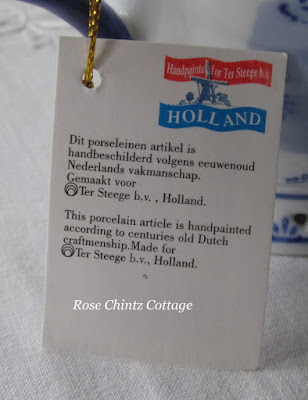 Handpainted for Ter Steege b.v.
HOLLAND
Dit porseleinen artikel is
handbeschilderd volgens eeuwenoud
Nederlands vakmanschap.
Gemaakt voor
Ter Steege b.v. , Holland.
This porcelain article is handpainted
according to centuries old Dutch
craftmenship.Made for
Ter Steege b.v., Holland.
Rose Chintz Cottage